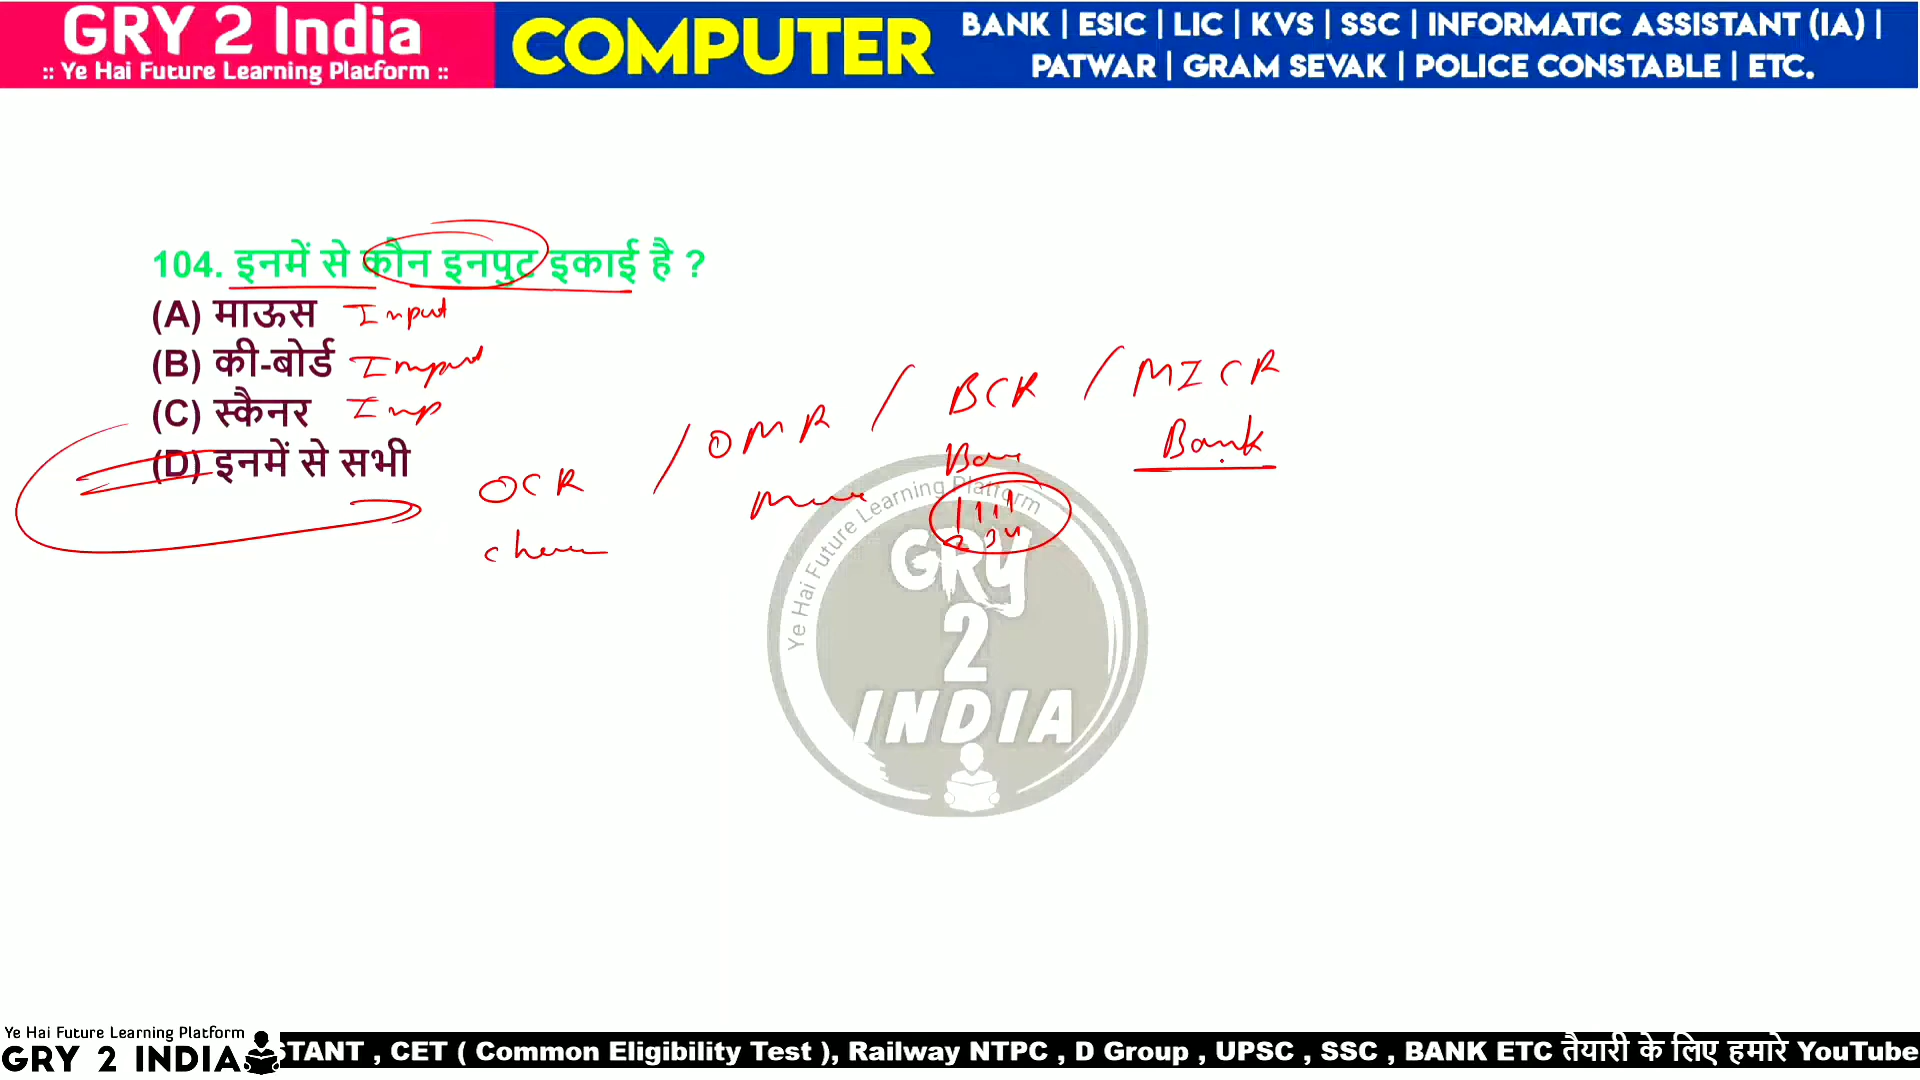 GRY 2 India
:: Ye Hai Future Learning Platform ::
COMPUTER
BANK | ESIC | LIC | KVS | SSC | INFORMATIC ASSISTANT (IA) |
PATWAR | GRAM SEVAK | POLICE CONSTABLE | ETC.
104. इनमें से कौन इनपुट इकाई है ?
(A) माऊस Input
(B) की-बोर्ड Input
(C) स्कैनर Inp
(D) इनमें से सभी
OCR / OMR / BCR / MICR
Bank
Ye Hai Future Learning Platform
GRY
2
INDIA
Ye Hai Future Learning Platform
GRY 2 INDIA
STANT , CET ( Common Eligibility Test ), Railway NTPC , D Group , UPSC , SSC , BANK ETC तैयारी के लिए हमारे YouTube